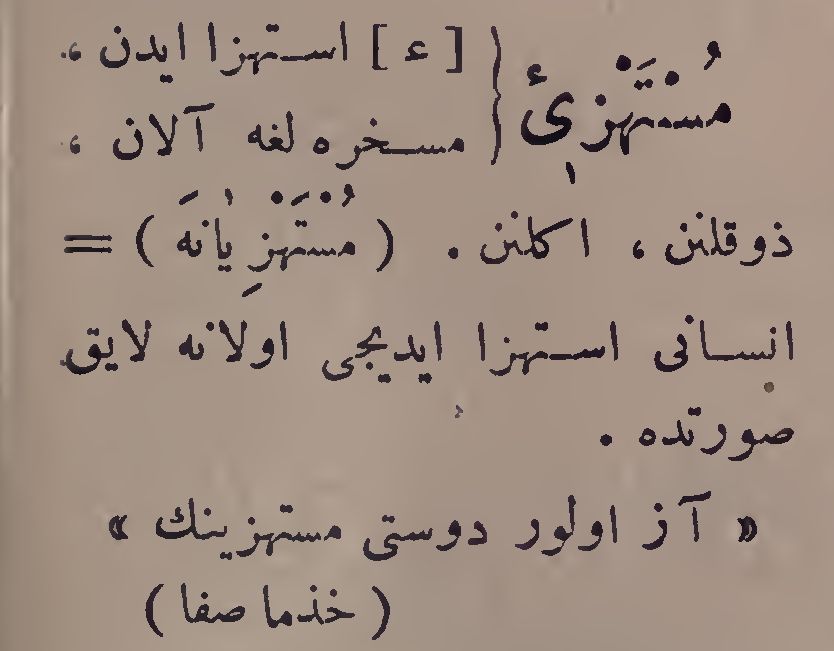 مُسْتَهْزِئ { [ ء ] استهزا ایدن ،
مسخره لغه آلان ،
ذوقلنن ، اکلنن . ( مُسْتَهْزِیَانَه ) =
انسانی استهزا ایدیجی اولانه لایق
صورتده .
« آز اولور دوستی مستهزینك »
( خذما صفا )